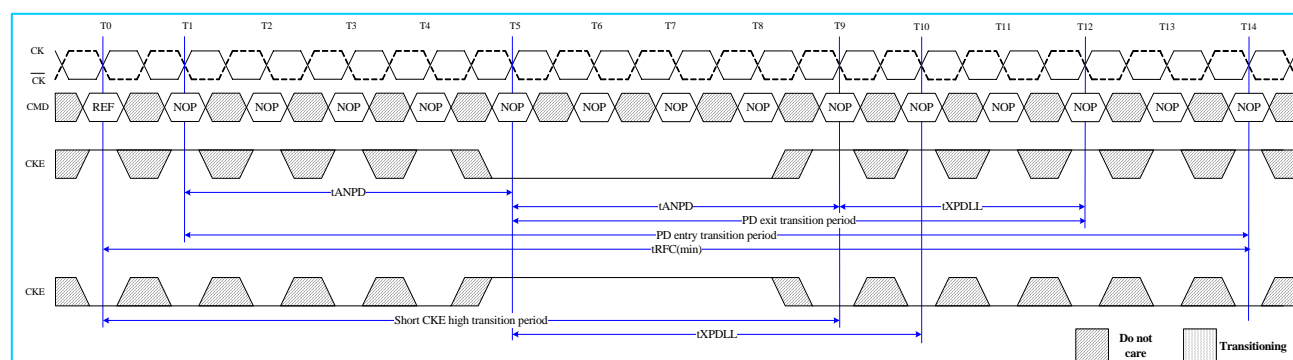 T0 T1 T2 T3 T4 T5 T6 T7 T8 T9 T10 T11 T12 T13 T14
CK
CK
CMD REF NOP NOP NOP NOP NOP NOP NOP NOP NOP NOP NOP NOP NOP NOP
CKE
tANPD
tANPD tXPDLL
PD exit transition period
PD entry transition period
tRFC(min)
CKE
Short CKE high transition period
tXPDLL
Do not care
Transitioning